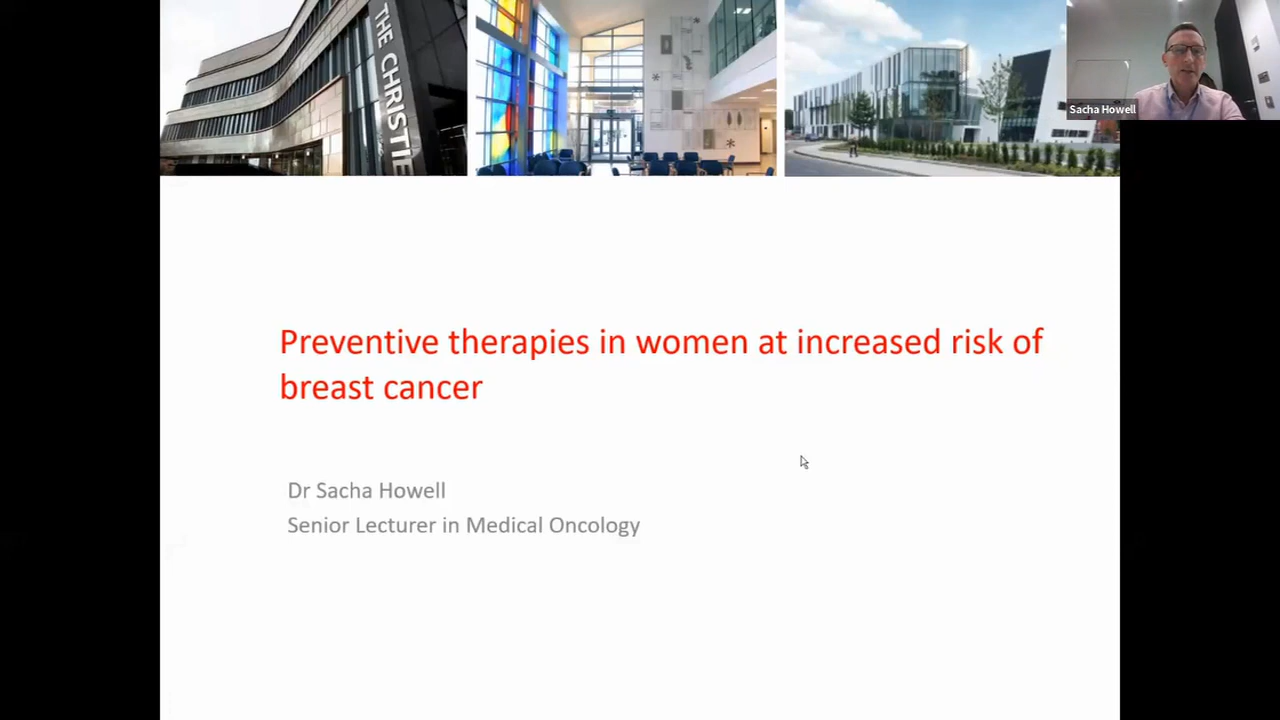 THE CHRISTIE
Sacha Howell
Preventive therapies in women at increased risk of
breast cancer
Dr Sacha Howell
Senior Lecturer in Medical Oncology